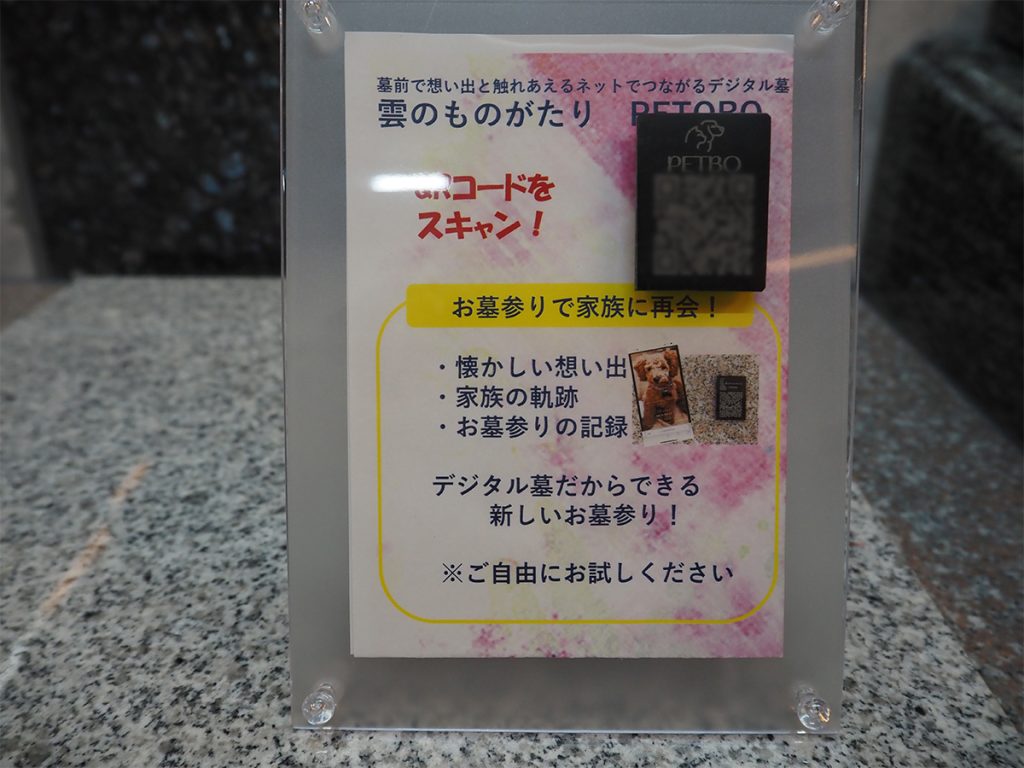 墓前で想い出と触れあえるネットでつながるデジタル墓
雲のものがたり PETOBO
PETBO
QRコードを
スキャン！
お墓参りで家族に再会！
・懐かしい想い出
・家族の軌跡
・お墓参りの記録
デジタル墓だからできる
新しいお墓参り！
※ご自由にお試しください